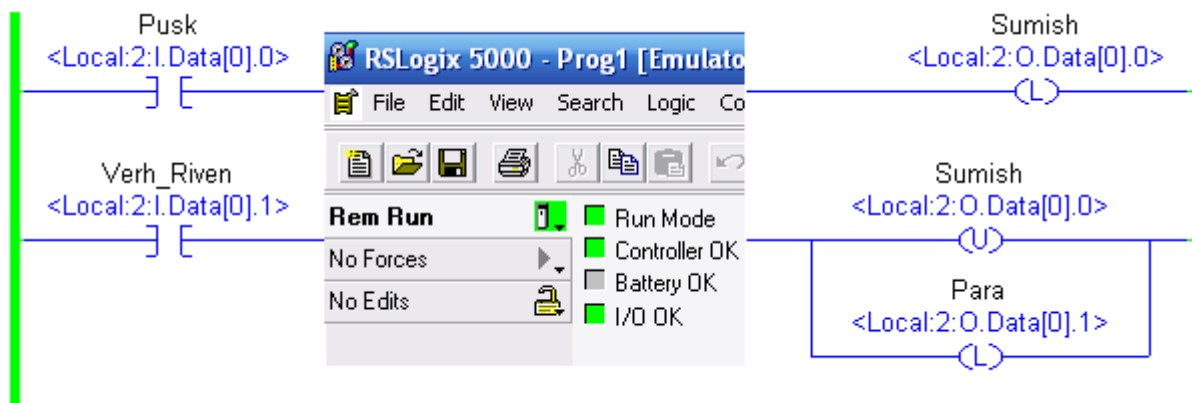 Pusk
<Local:2:I.Data[0].0>
Sumish
<Local:2:O.Data[0].0>
(L)
RSLogix 5000 - Prog1 [Emulato
File Edit View Search Logic Co
Verh_Riven
<Local:2:I.Data[0].1>
Rem Run
Run Mode
No Forces
Controller OK
Battery OK
No Edits
I/O OK
Sumish
<Local:2:O.Data[0].0>
(U)
Para
<Local:2:O.Data[0].1>
(L)